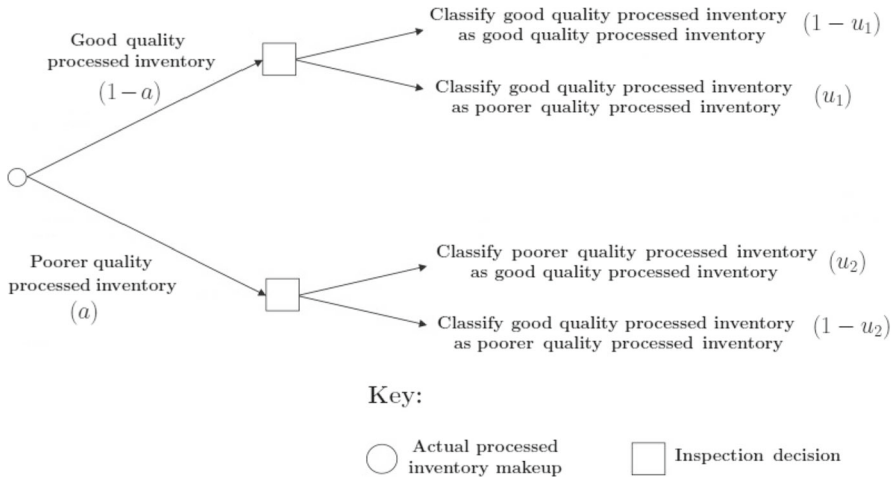 Classify good quality processed inventory (1 − u₁)
as good quality processed inventory
Good quality
processed inventory
(1−a)
Classify good quality processed inventory (u₁)
as poorer quality processed inventory
Classify poorer quality processed inventory (u₂)
as good quality processed inventory
Poorer quality
processed inventory
(a)
Classify good quality processed inventory (1 − u₂)
as poorer quality processed inventory
Key:
Actual processed
inventory makeup
Inspection decision